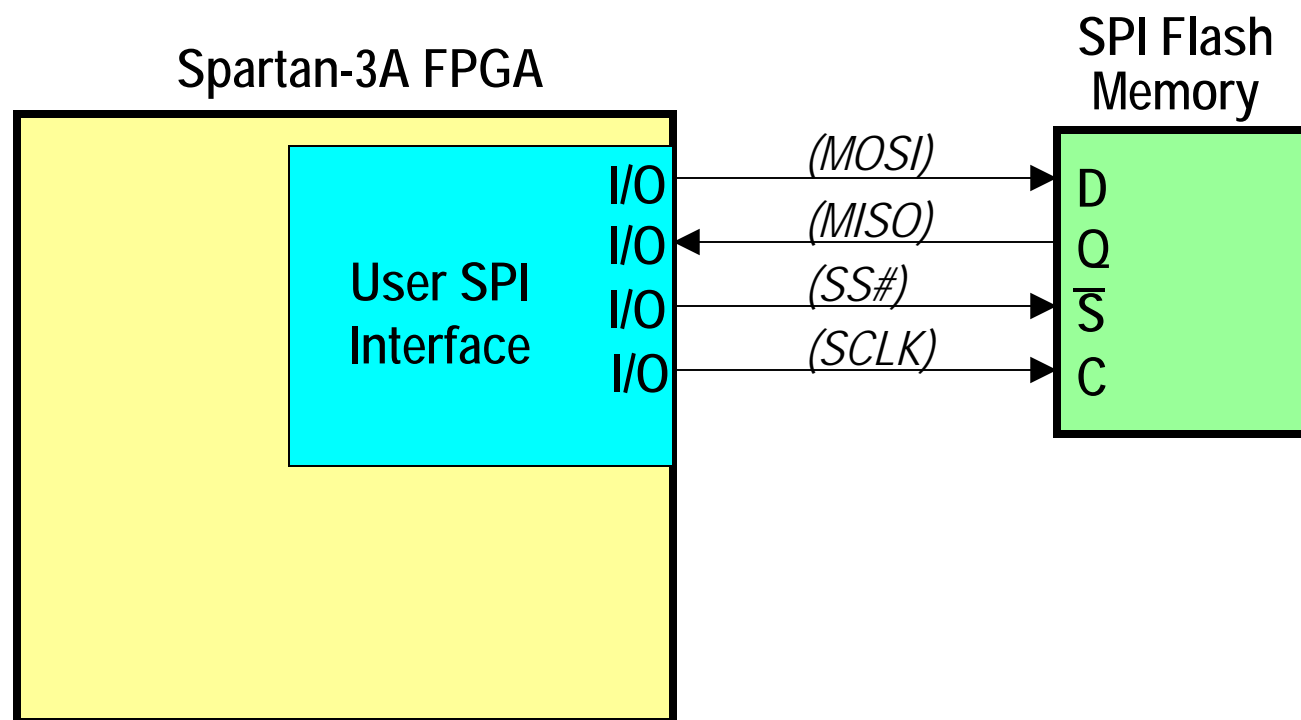 Spartan-3A FPGA
SPI Flash
Memory
User SPI
Interface
I/O
I/O
I/O
I/O
(MOSI)
(MISO)
(SS#)
(SCLK)
D
Q
S̅
C